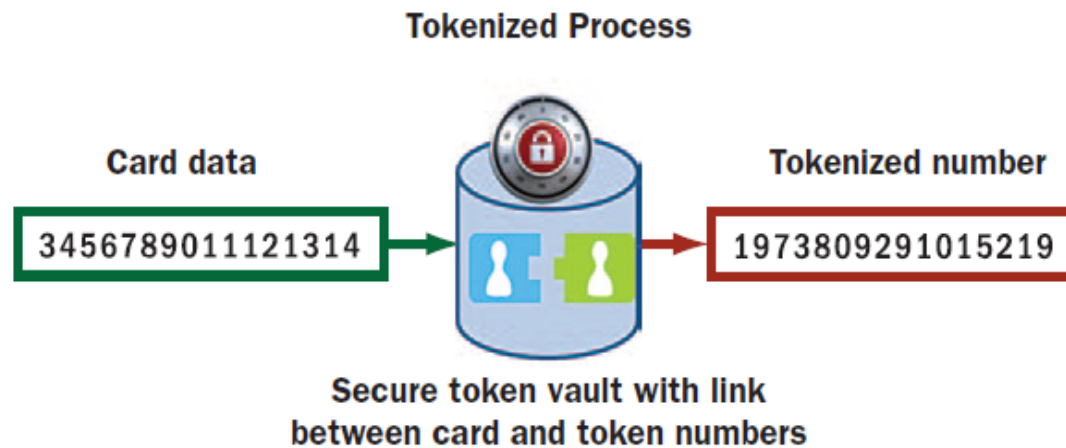 Tokenized Process
Card data
Tokenized number
3456789011121314
1973809291015219
Secure token vault with link
between card and token numbers